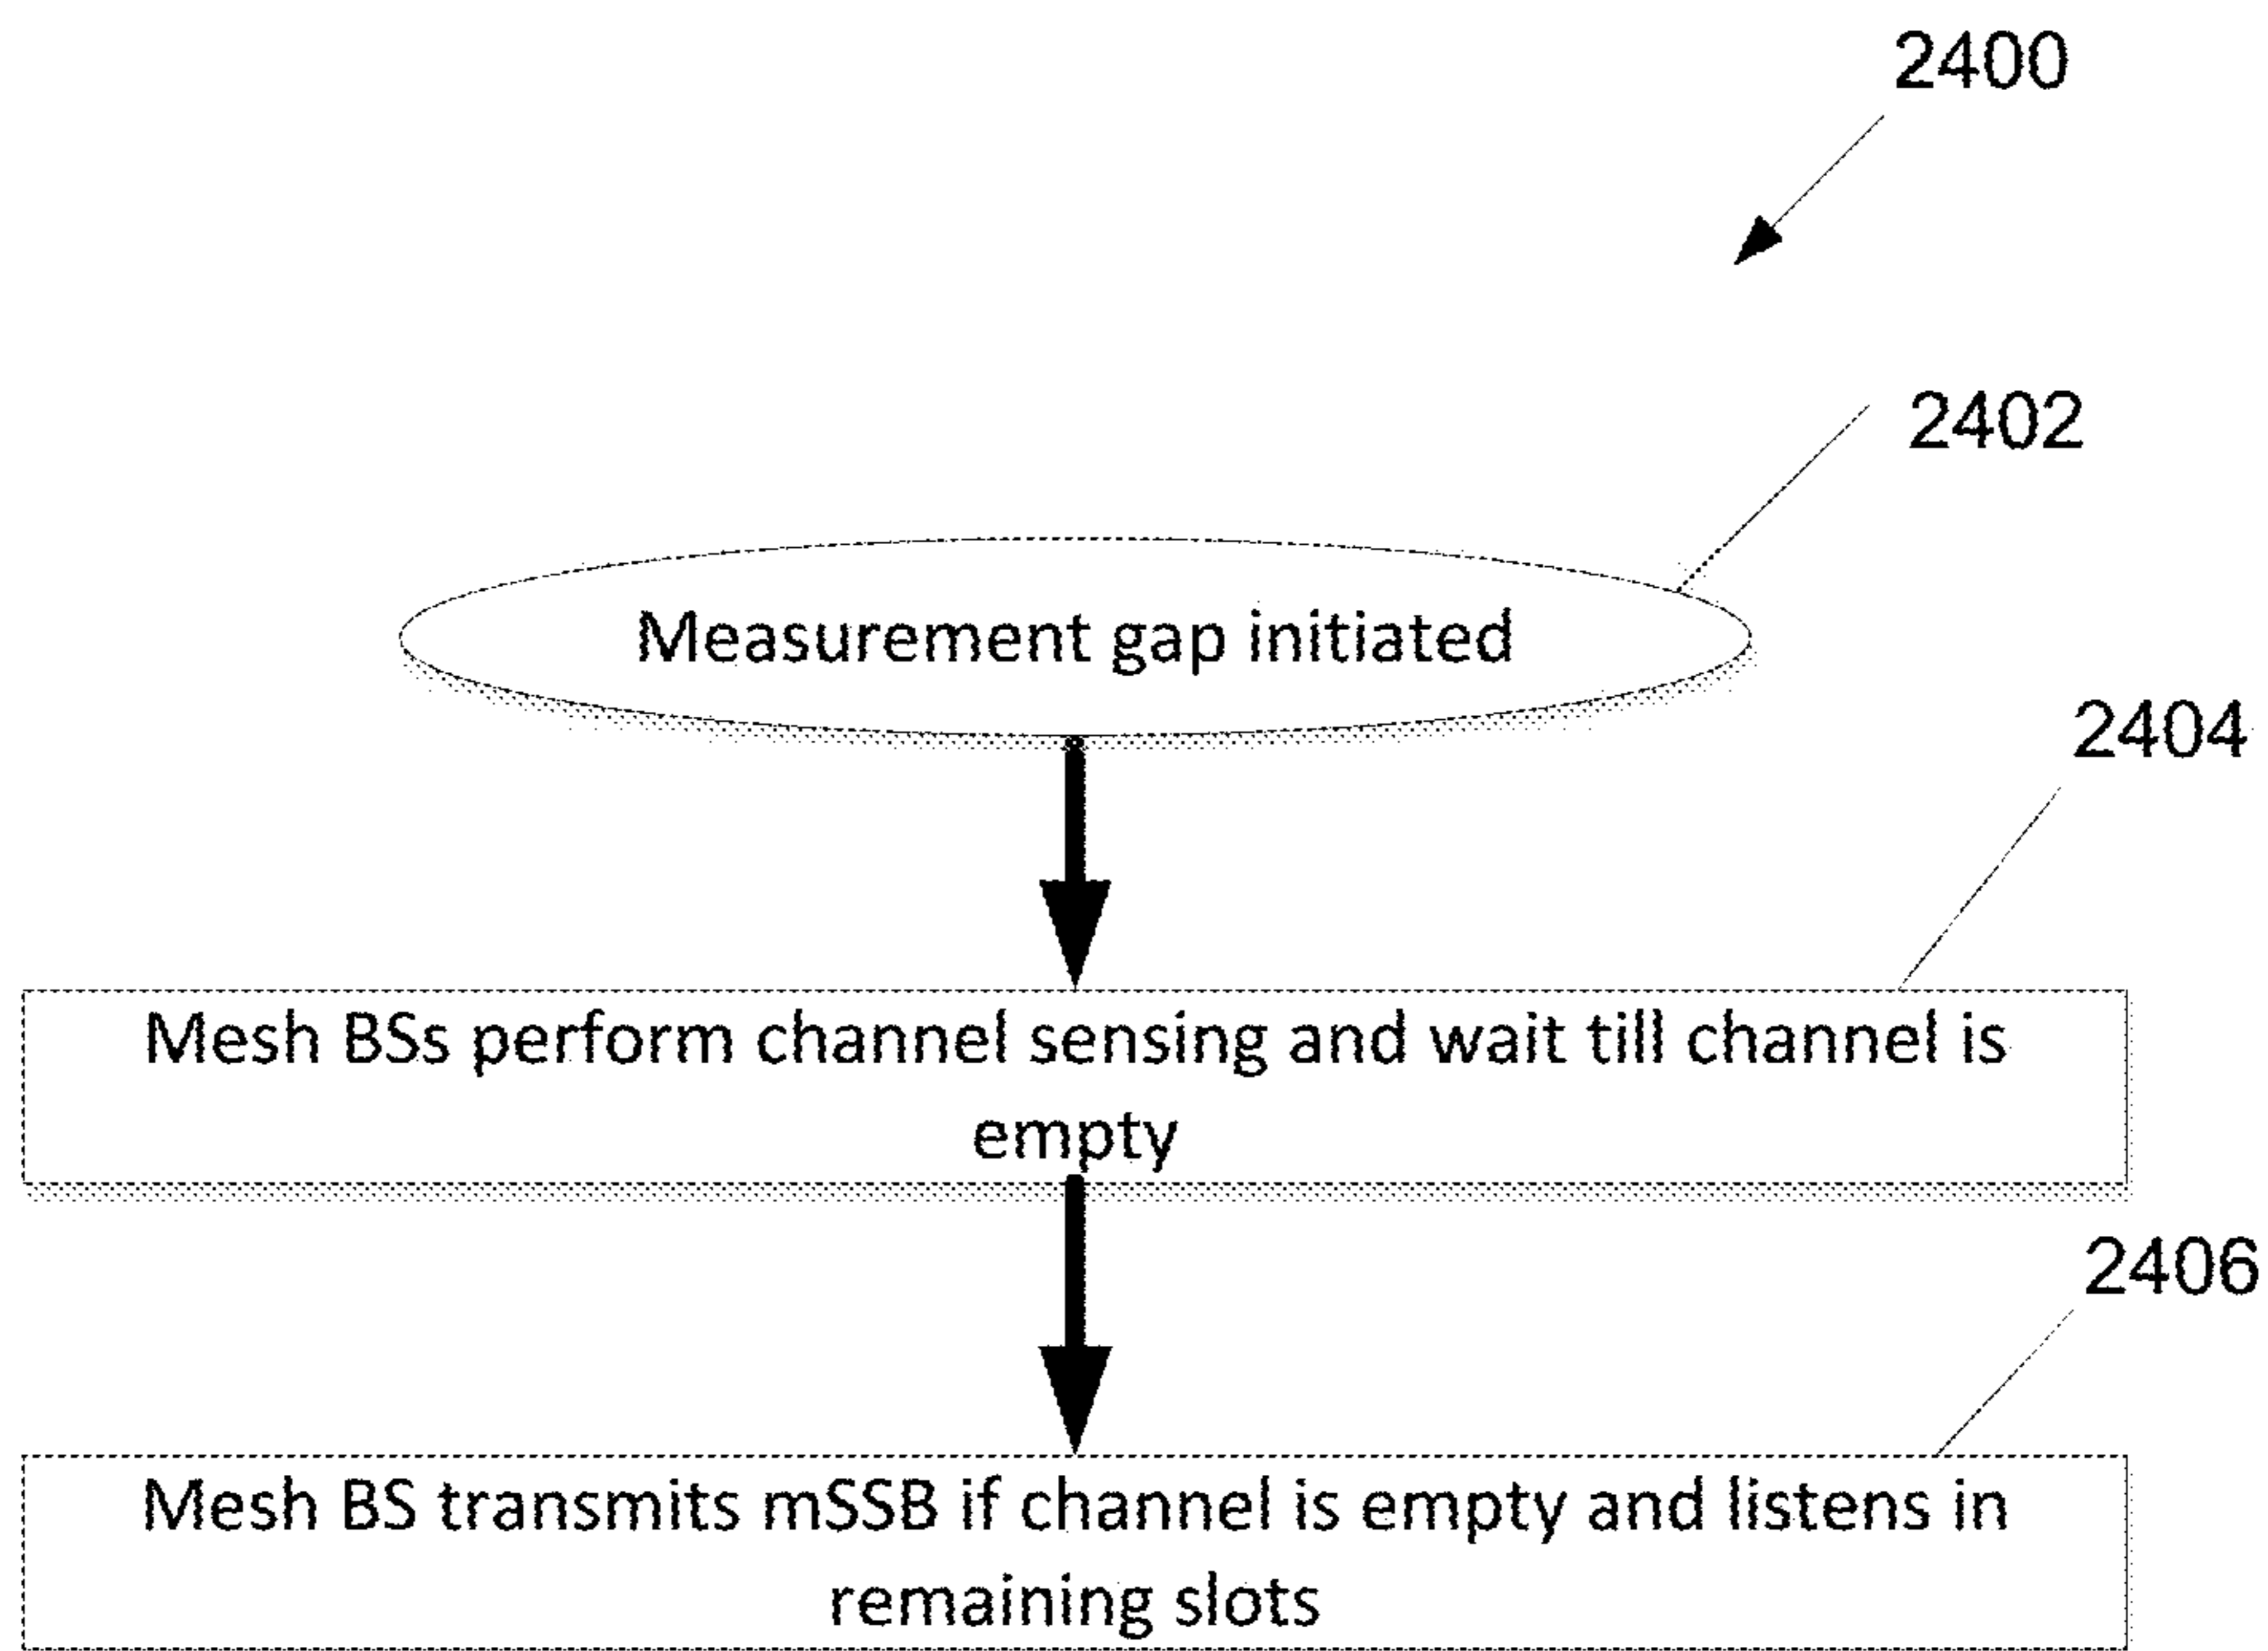 2400
2402
Measurement gap initiated
2404
Mesh BSs perform channel sensing and wait till channel is
empty
2406
Mesh BS transmits mSSB if channel is empty and listens in
remaining slots